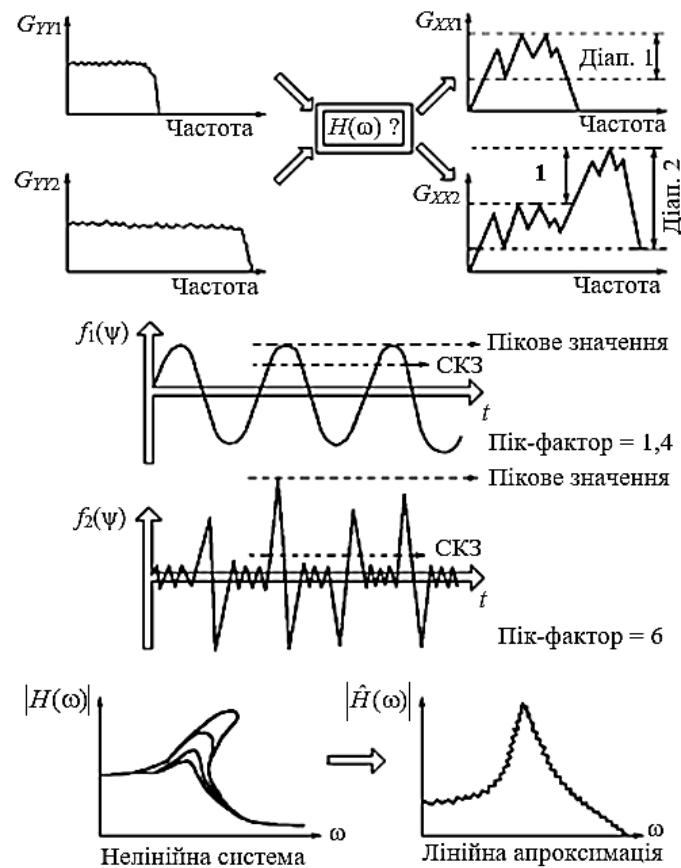 G_YY1
Частота
H(ω) ?
G_XX1
Діап. 1
Частота
G_YY2
Частота
G_XX2
1
Діап. 2
Частота
f₁(ψ)
Пікове значення
СКЗ
t
Пік-фактор = 1,4
Пікове значення
f₂(ψ)
СКЗ
t
Пік-фактор = 6
|H(ω)|
ω
Нелінійна система
|Ĥ(ω)|
ω
Лінійна апроксимація